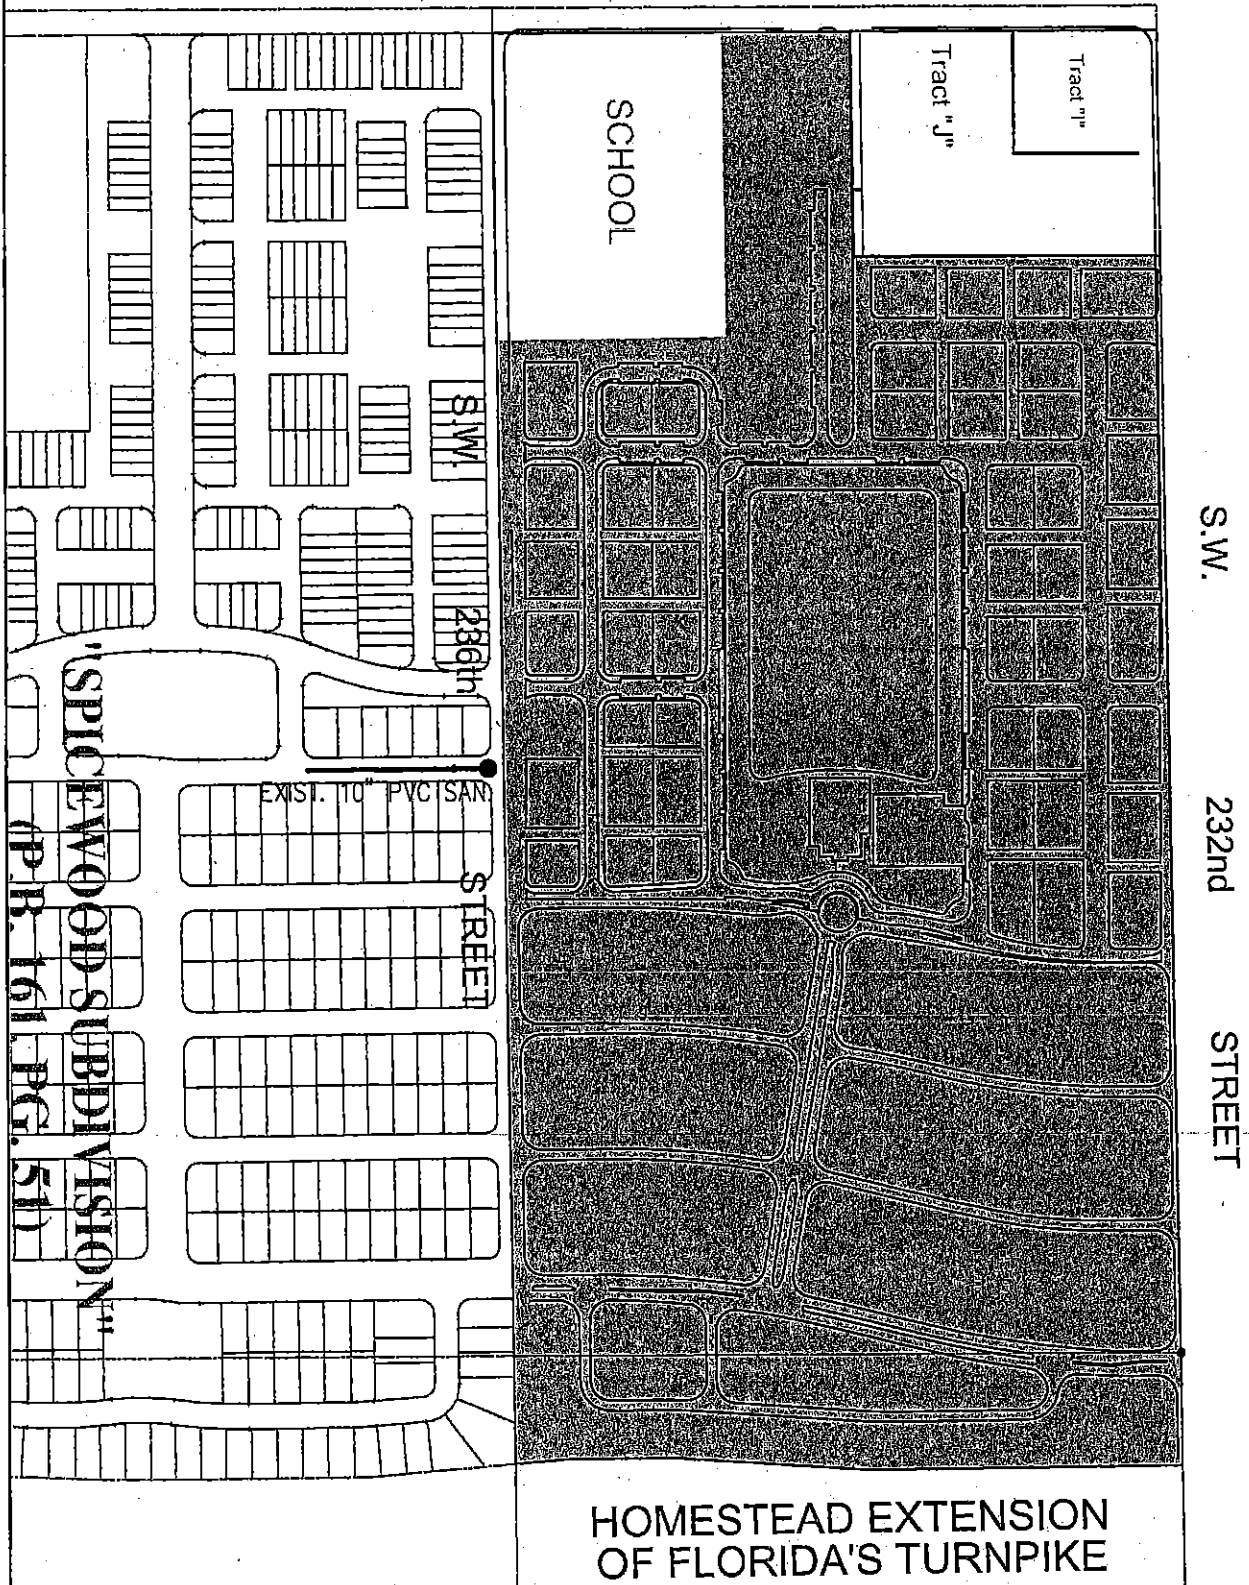 Tract "I"
Tract "J"
SCHOOL
S.W. 232nd STREET
S.W. 236th STREET
EXIST. 10" PVC SAN
"SPICEWOOD SUBDIVISION"
(P.B. 161, PG. 51)
HOMESTEAD EXTENSION
OF FLORIDA'S TURNPIKE